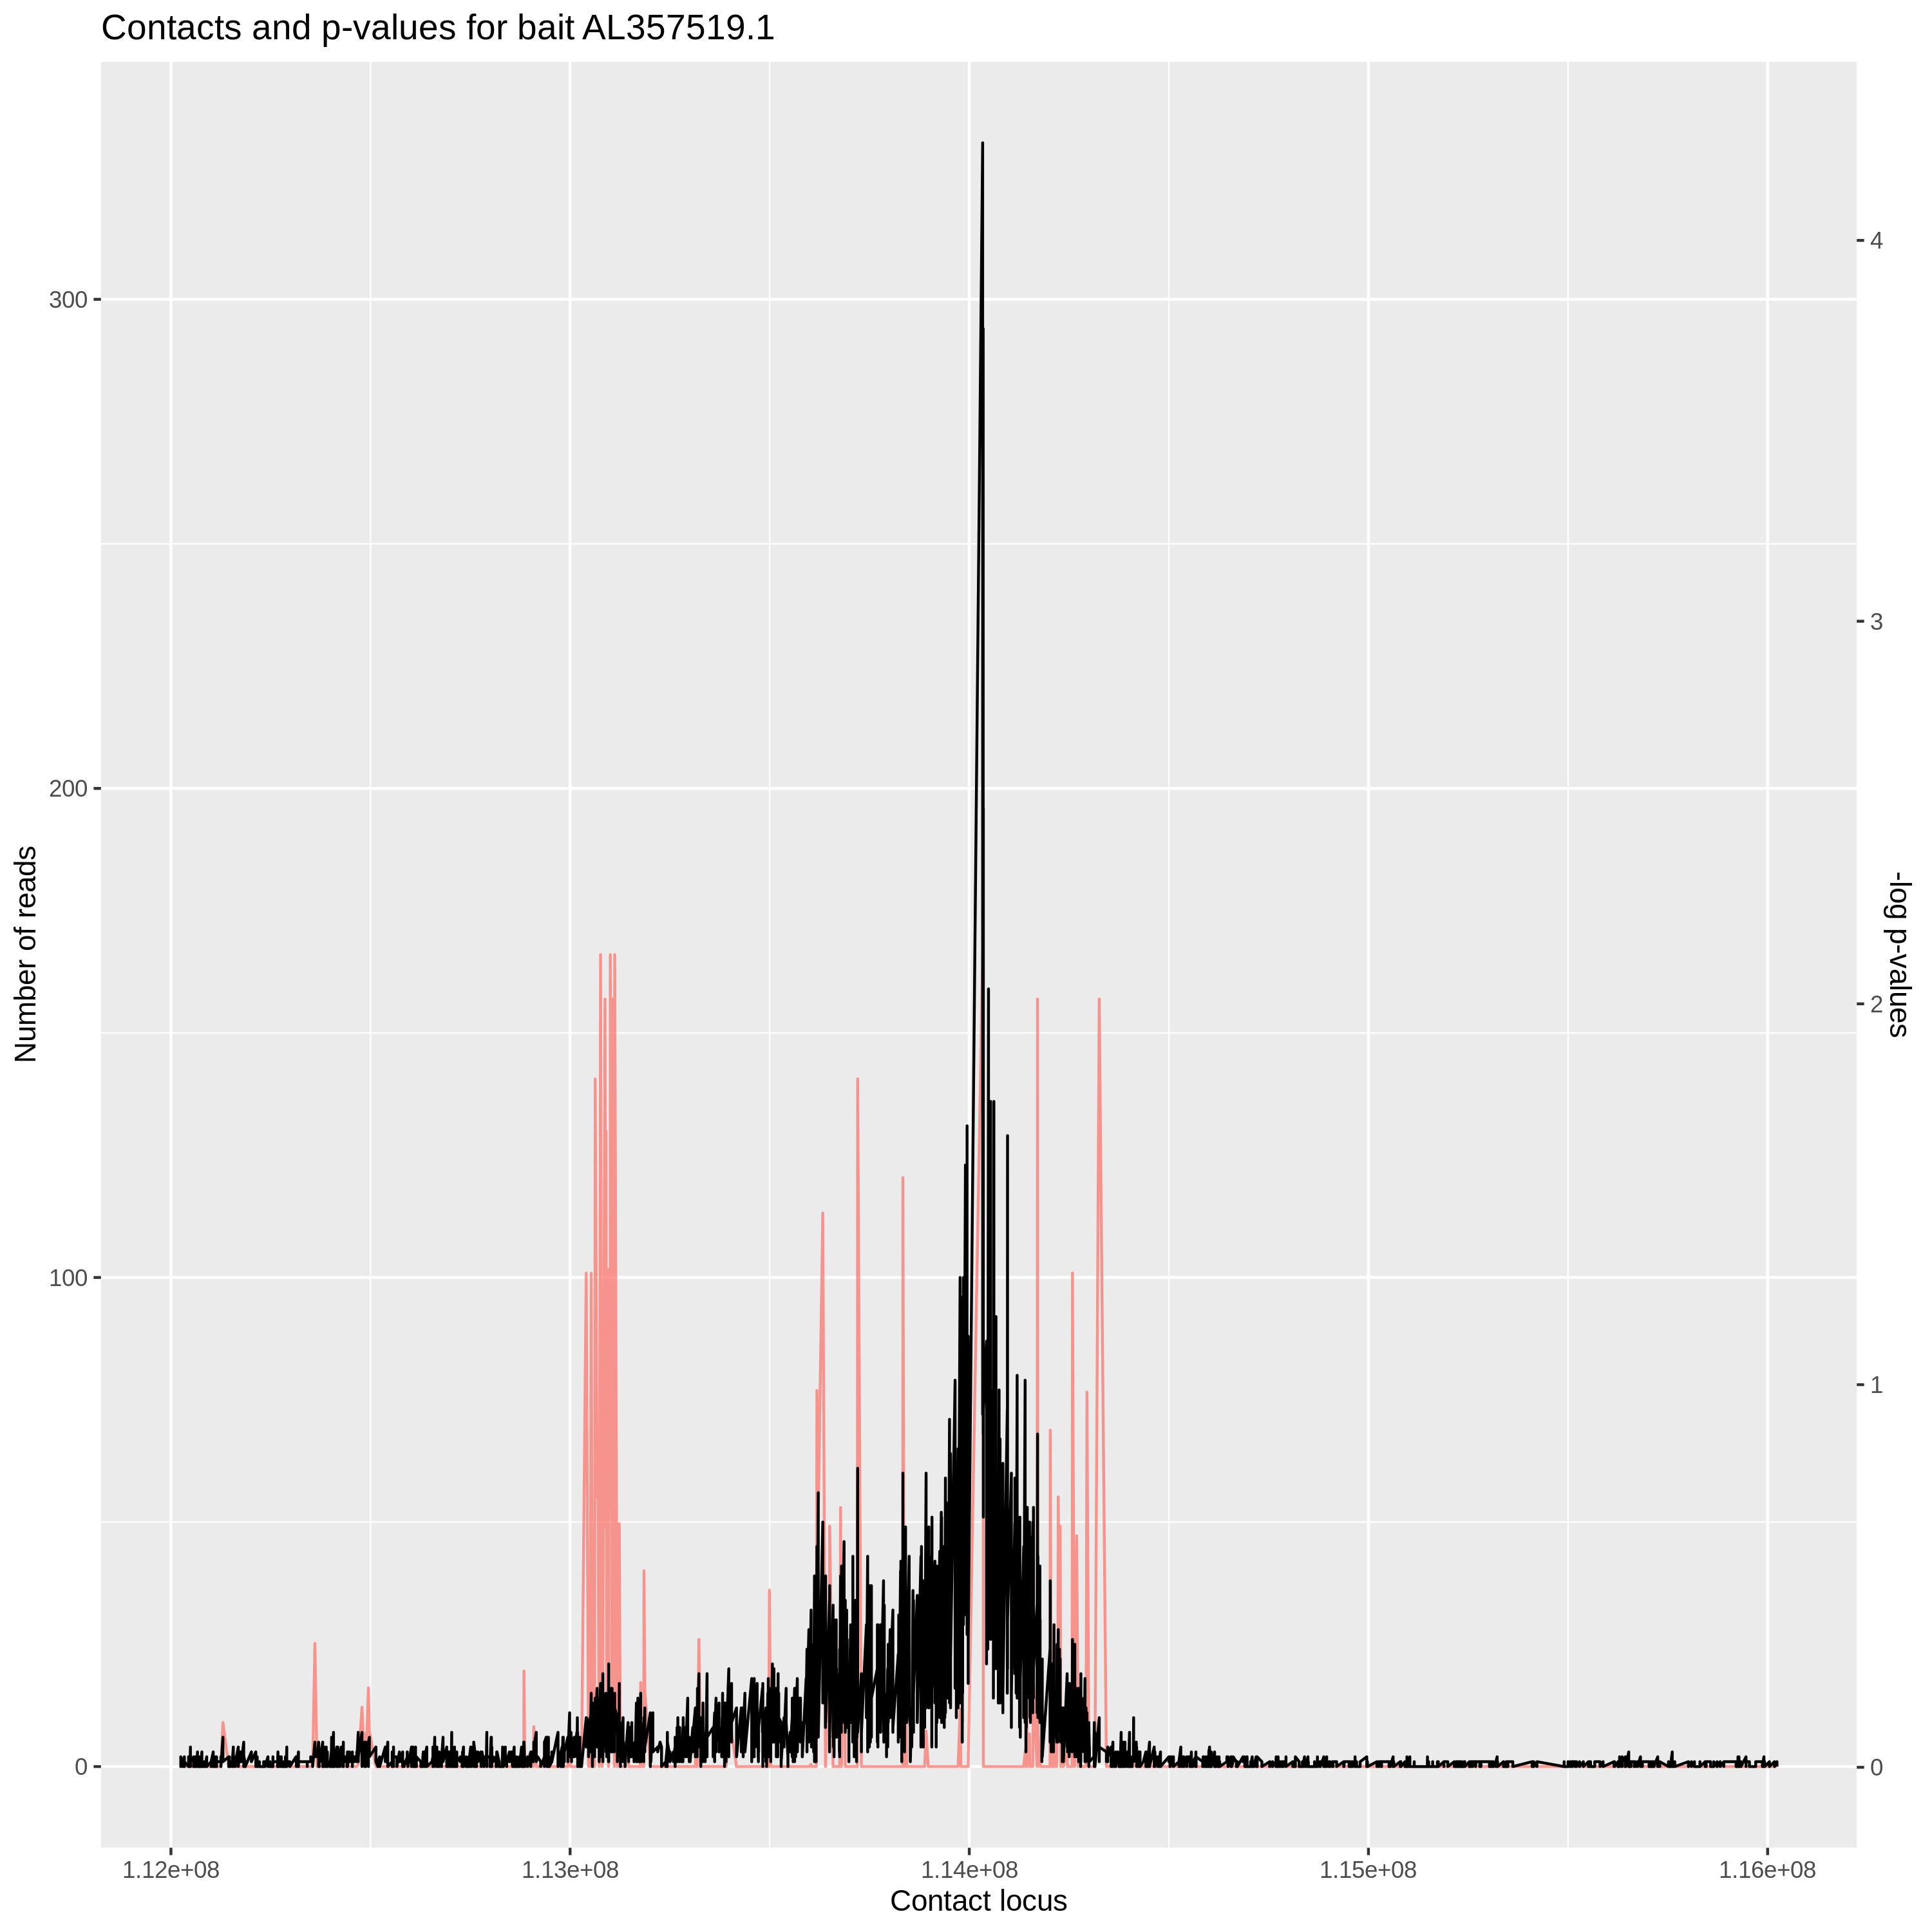 Contacts and p-values for bait AL357519.1
300
200
100
0
Number of reads
4
3
2
1
0
-log p-values
1.12e+08
1.13e+08
1.14e+08
1.15e+08
1.16e+08
Contact locus